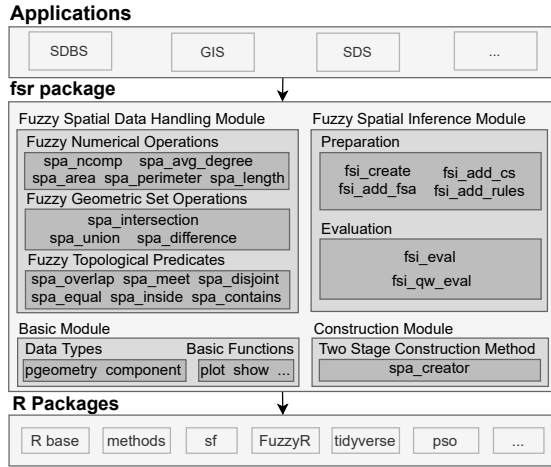 Applications
SDBS GIS SDS ...
fsr package
Fuzzy Spatial Data Handling Module
Fuzzy Numerical Operations
spa_ncomp spa_avg_degree
spa_area spa_perimeter spa_length
Fuzzy Geometric Set Operations
spa_intersection
spa_union spa_difference
Fuzzy Topological Predicates
spa_overlap spa_meet spa_disjoint
spa_equal spa_inside spa_contains
Fuzzy Spatial Inference Module
Preparation
fsi_create fsi_add_cs
fsi_add_fsa fsi_add_rules
Evaluation
fsi_eval
fsi_qw_eval
Basic Module
Data Types Basic Functions
pgeometry component plot show ...
Construction Module
Two Stage Construction Method
spa_creator
R Packages
R base methods sf FuzzyR tidyverse pso ...